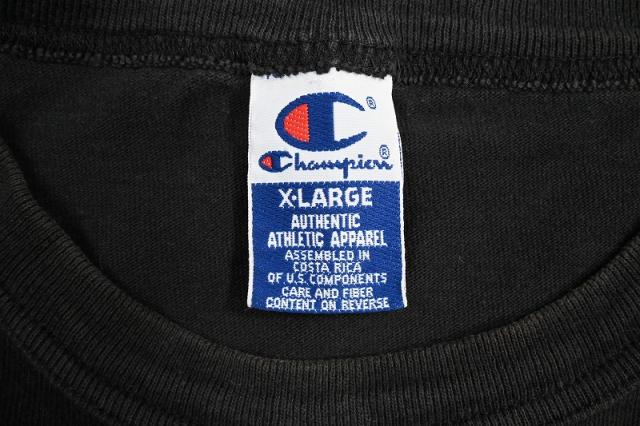 C®
Champion®
X·LARGE
AUTHENTIC
ATHLETIC APPAREL
ASSEMBLED IN
COSTA RICA
OF U.S. COMPONENTS
CARE AND FIBER
CONTENT ON REVERSE